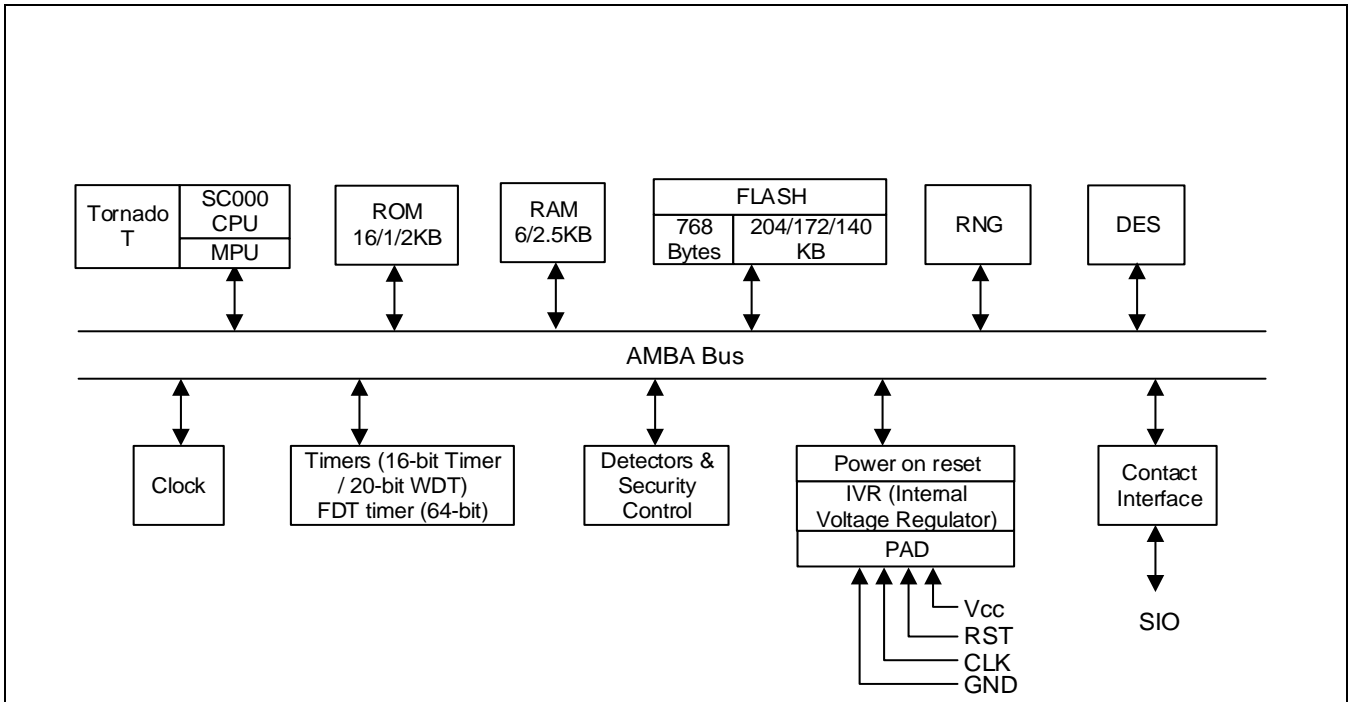 Tornado
T
SC000
CPU
MPU
ROM
16/1/2KB
RAM
6/2.5KB
FLASH
768
Bytes
204/172/140
KB
RNG
DES
AMBA Bus
Clock
Timers (16-bit Timer
/ 20-bit WDT)
FDT timer (64-bit)
Detectors &
Security
Control
Power on reset
IVR (Internal
Voltage Regulator)
PAD
Contact
Interface
Vcc
RST
CLK
GND
SIO